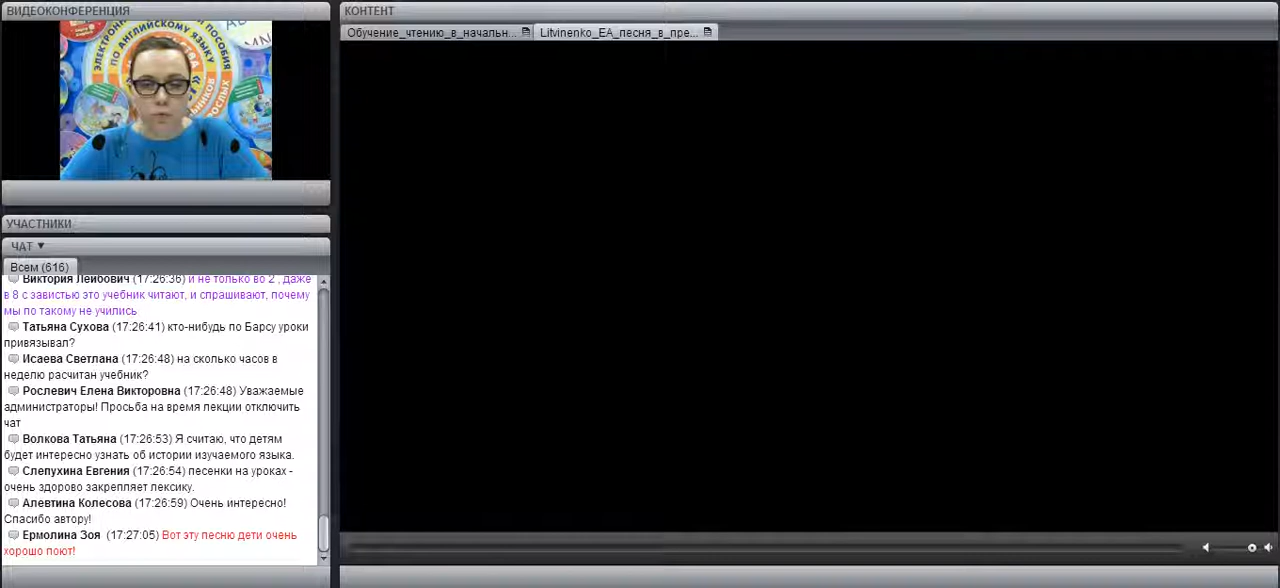 ВИДЕОКОНФЕРЕНЦИЯ
ЭЛЕКТРОННЫЕ
ПОСОБИЯ
ПО АНГЛИЙСКОМУ ЯЗЫКУ
КОНТЕНТ
Обучение_чтению_в_начальн...
Litvinenko_EA_песня_в_пре...
УЧАСТНИКИ
ЧАТ ▼
Всем (616)
Виктория Лейбович (17:26:36) и не только во 2 , даже
в 8 с завистью это учебник читают, и спрашивают, почему
мы по такому не учились
Татьяна Сухова (17:26:41) кто-нибудь по Барсу уроки
привязывал?
Исаева Светлана (17:26:48) на сколько часов в
неделю расчитан учебник?
Рослевич Елена Викторовна (17:26:48) Уважаемые
администраторы! Просьба на время лекции отключить
чат
Волкова Татьяна (17:26:53) Я считаю, что детям
будет интересно узнать об истории изучаемого языка.
Слепухина Евгения (17:26:54) песенки на уроках -
очень здорово закрепляет лексику.
Алевтина Колесова (17:26:59) Очень интересно!
Спасибо автору!
Ермолина Зоя (17:27:05) Вот эту песню дети очень
хорошо поют!